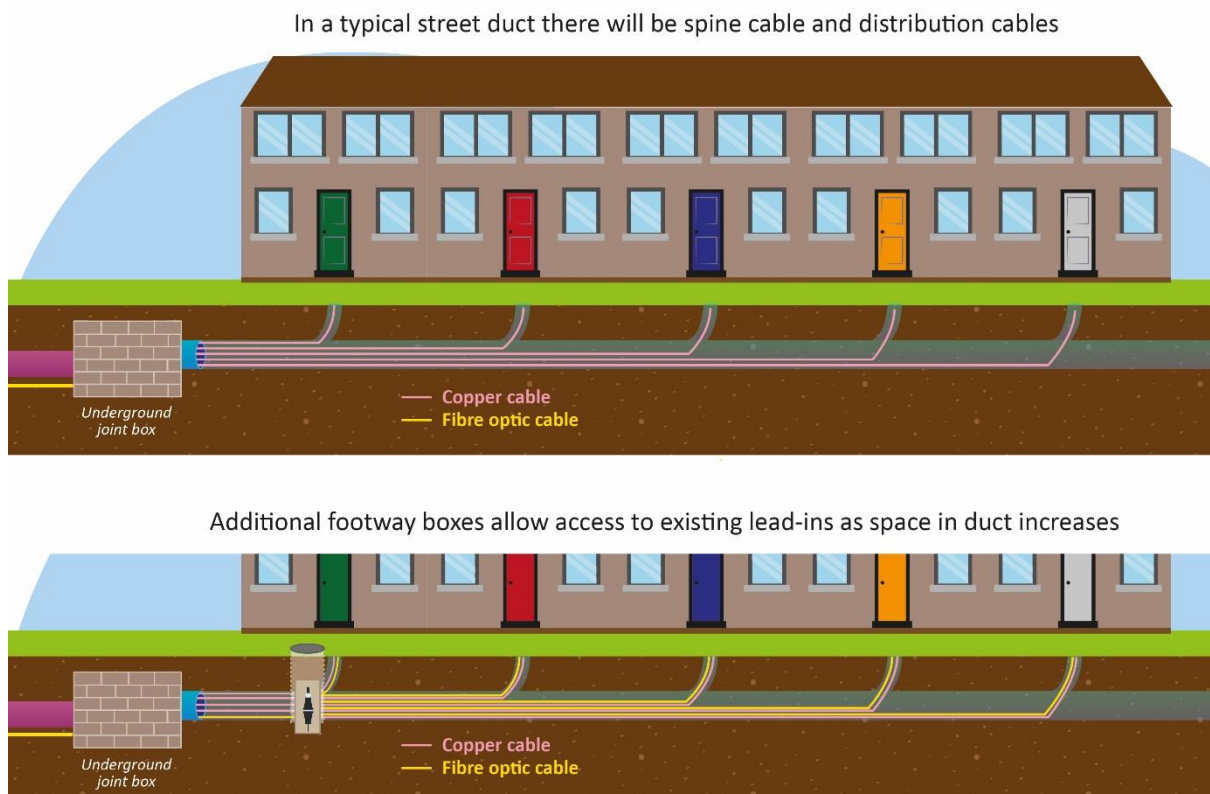 In a typical street duct there will be spine cable and distribution cables
Underground
joint box
Copper cable
Fibre optic cable
Additional footway boxes allow access to existing lead-ins as space in duct increases
Underground
joint box
Copper cable
Fibre optic cable